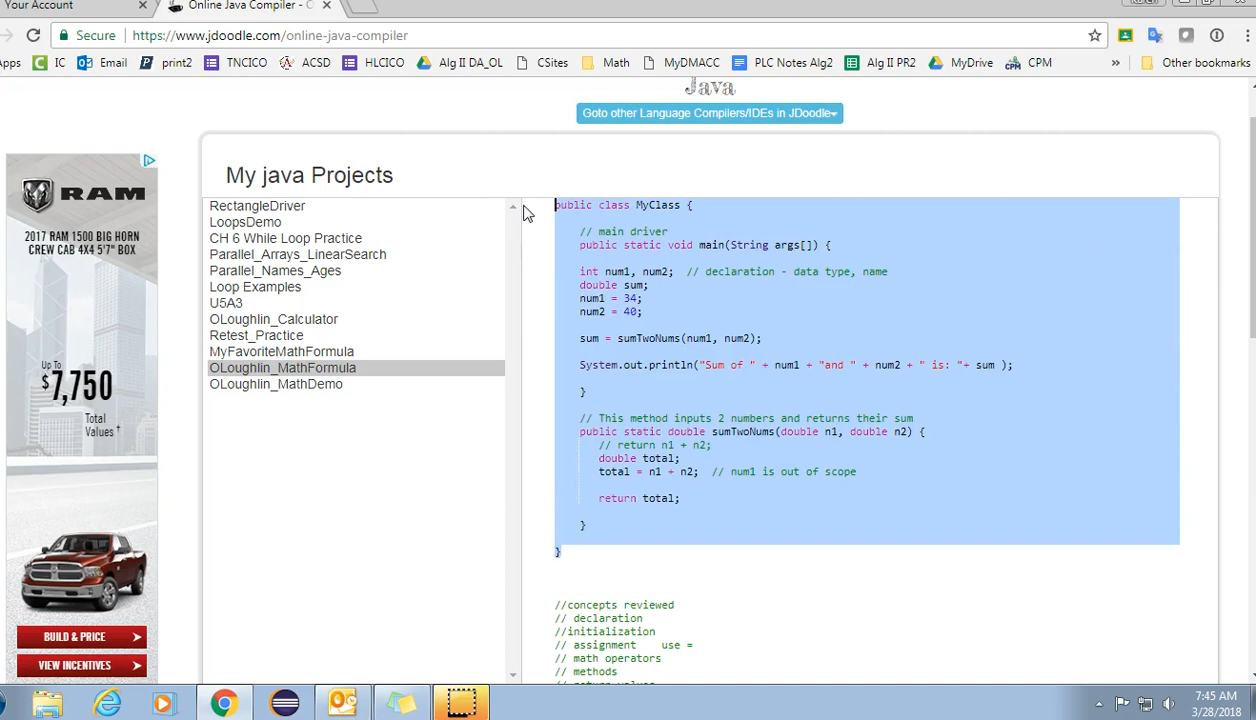 Your Account
Online Java Compiler - O
Secure
https://www.jdoodle.com/online-java-compiler
Apps
IC
Email
print2
TNCICO
ACSD
HLCICO
Alg II DA_OL
CSites
Math
MyDMACC
PLC Notes Alg2
Alg II PR2
MyDrive
CPM
CPM
»
Other bookmarks
Java
Goto other Language Compilers/IDEs in JDoodle
My java Projects
RectangleDriver
LoopsDemo
CH 6 While Loop Practice
Parallel_Arrays_LinearSearch
Parallel_Names_Ages
Loop Examples
U5A3
OLoughlin_Calculator
Retest_Practice
MyFavoriteMathFormula
OLoughlin_MathFormula
OLoughlin_MathDemo
public class MyClass {
// main driver
public static void main(String args[]) {
int num1, num2;  // declaration - data type, name
double sum;
num1 = 34;
num2 = 40;
sum = sumTwoNums(num1, num2);
System.out.println("Sum of " + num1 + "and " + num2 + " is: "+ sum );
}
// This method inputs 2 numbers and returns their sum
public static double sumTwoNums(double n1, double n2) {
// return n1 + n2;
double total;
total = n1 + n2;  // num1 is out of scope
return total;
}
}
//concepts reviewed
// declaration
//initialization
// assignment    use =
// math operators
// methods
// return values
RAM
2017 RAM 1500 BIG HORN
CREW CAB 4X4 5'7" BOX
Up To
$7,750
Total
Values†
BUILD & PRICE
VIEW INCENTIVES
7:45 AM
3/28/2018